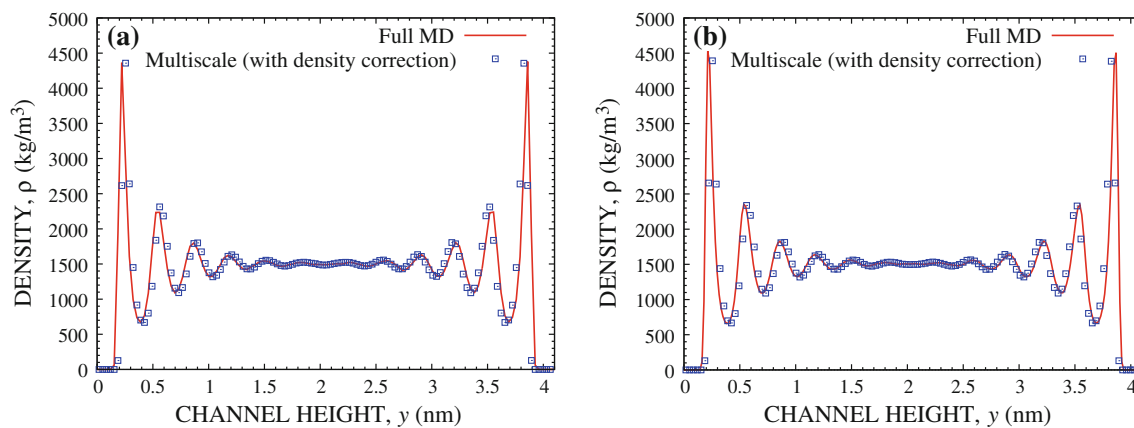 (a)
Full MD
Multiscale (with density correction)
5000
4500
4000
3500
3000
2500
2000
1500
1000
500
0
DENSITY, ρ (kg/m³)
0 0.5 1 1.5 2 2.5 3 3.5 4
CHANNEL HEIGHT, y (nm)
(b)
Full MD
Multiscale (with density correction)
5000
4500
4000
3500
3000
2500
2000
1500
1000
500
0
DENSITY, ρ (kg/m³)
0 0.5 1 1.5 2 2.5 3 3.5 4
CHANNEL HEIGHT, y (nm)